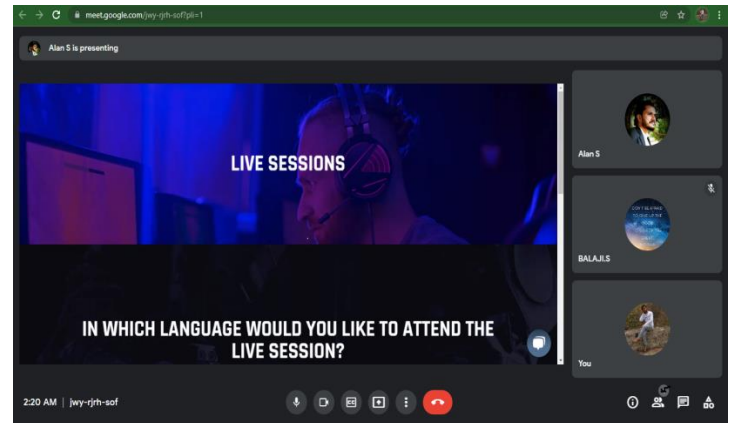 meet.google.com/jwy-rjrh-sof?pli=1
Alan S is presenting
LIVE SESSIONS
IN WHICH LANGUAGE WOULD YOU LIKE TO ATTEND THE
LIVE SESSION?
Alan S
BALAJI.S
You
2:20 AM | jwy-rjrh-sof